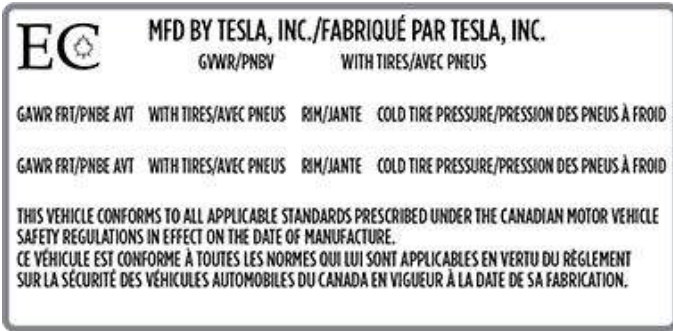 EC
MFD BY TESLA, INC./FABRIQUÉ PAR TESLA, INC.
GVWR/PNBV WITH TIRES/AVEC PNEUS
GAWR FRT/PNBE AVT WITH TIRES/AVEC PNEUS RIM/JANTE COLD TIRE PRESSURE/PRESSION DES PNEUS À FROID
GAWR FRT/PNBE AVT WITH TIRES/AVEC PNEUS RIM/JANTE COLD TIRE PRESSURE/PRESSION DES PNEUS À FROID
THIS VEHICLE CONFORMS TO ALL APPLICABLE STANDARDS PRESCRIBED UNDER THE CANADIAN MOTOR VEHICLE
SAFETY REGULATIONS IN EFFECT ON THE DATE OF MANUFACTURE.
CE VÉHICULE EST CONFORME À TOUTES LES NORMES QUI LUI SONT APPLICABLES EN VERTU DU RÈGLEMENT
SUR LA SÉCURITÉ DES VÉHICULES AUTOMOBILES DU CANADA EN VIGUEUR À LA DATE DE SA FABRICATION.